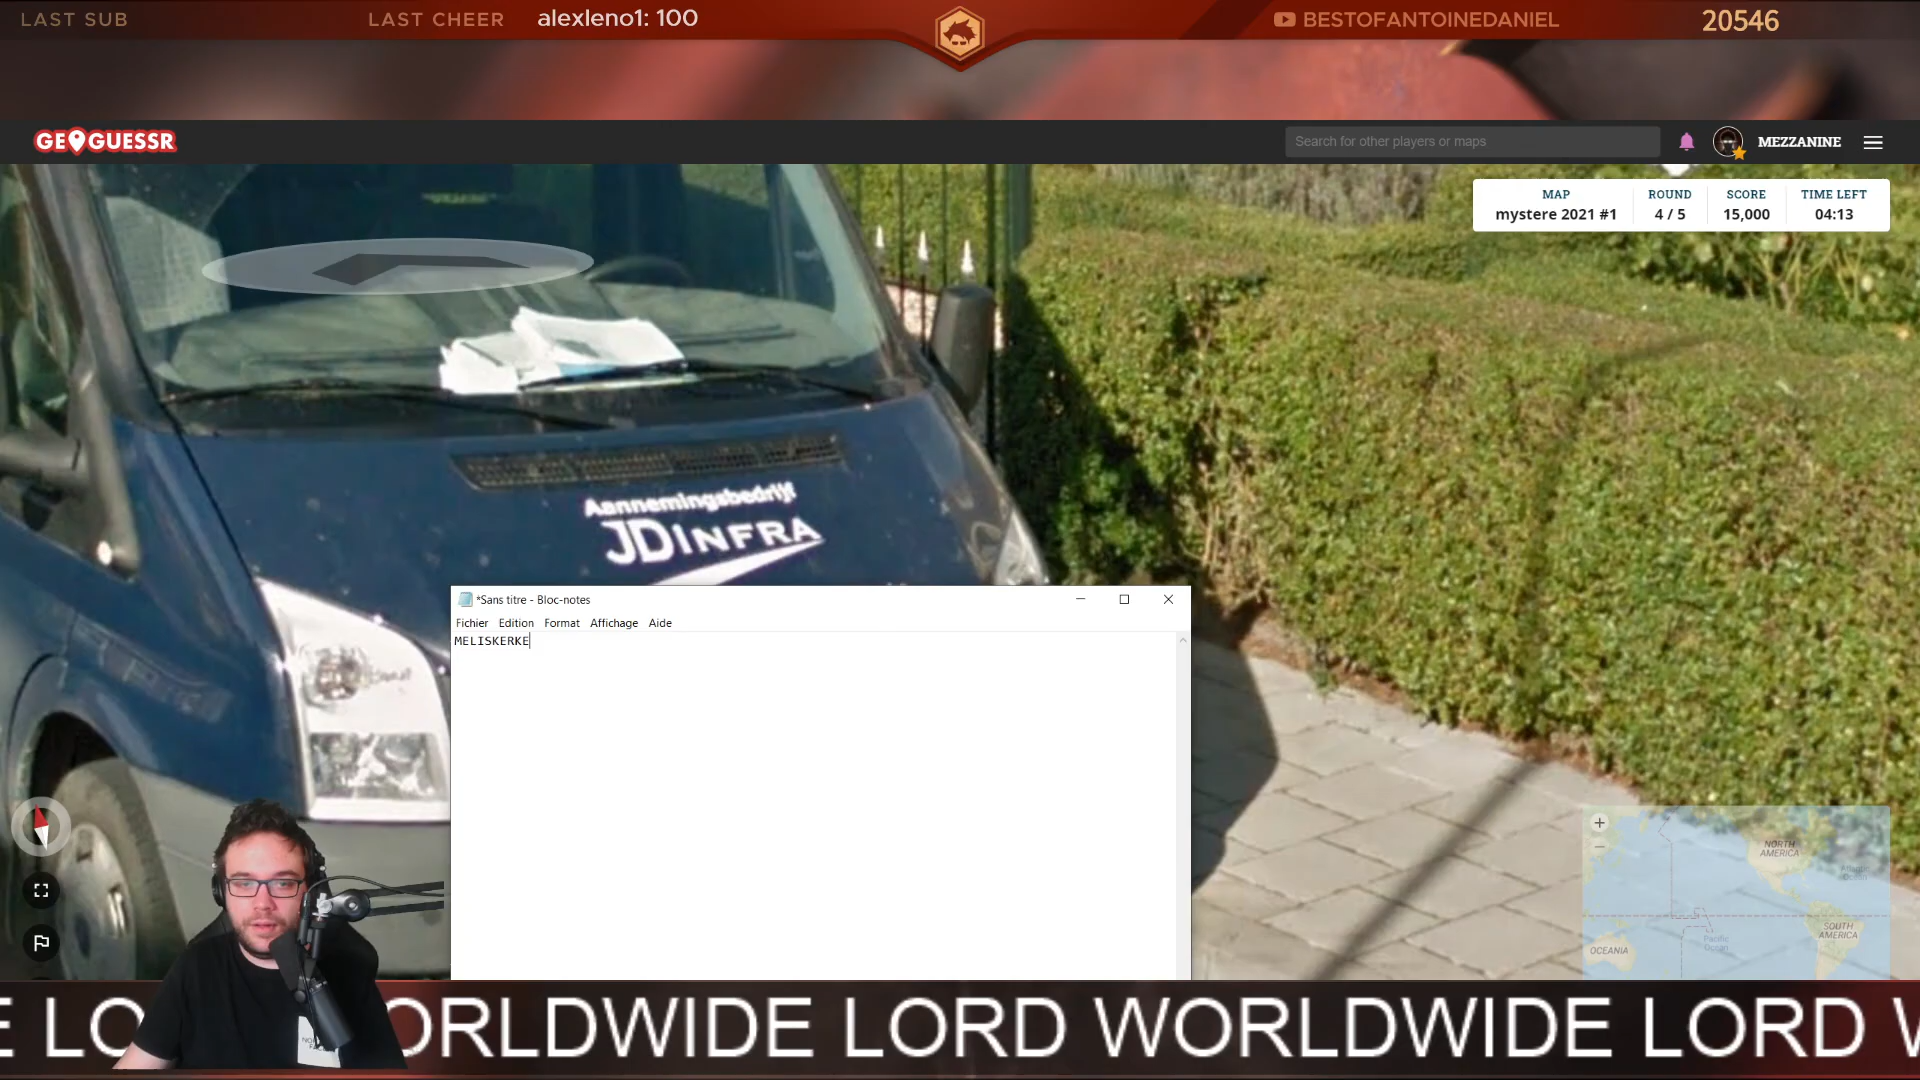 LAST SUB
LAST CHEER
alexleno1: 100
BESTOFANTOINEDANIEL
20546
GEOGUESSR
Search for other players or maps
MEZZANINE
MAP
mystere 2021 #1
ROUND
4 / 5
SCORE
15,000
TIME LEFT
04:13
Aannemingsbedrijf
JDINFRA
*Sans titre - Bloc-notes
Fichier Edition Format Affichage Aide
MELISKERKE
NORTH
AMERICA
SOUTH
AMERICA
Pacific
Ocean
OCEANIA
E LO ORLDWIDE LORD WORLDWIDE LORD W